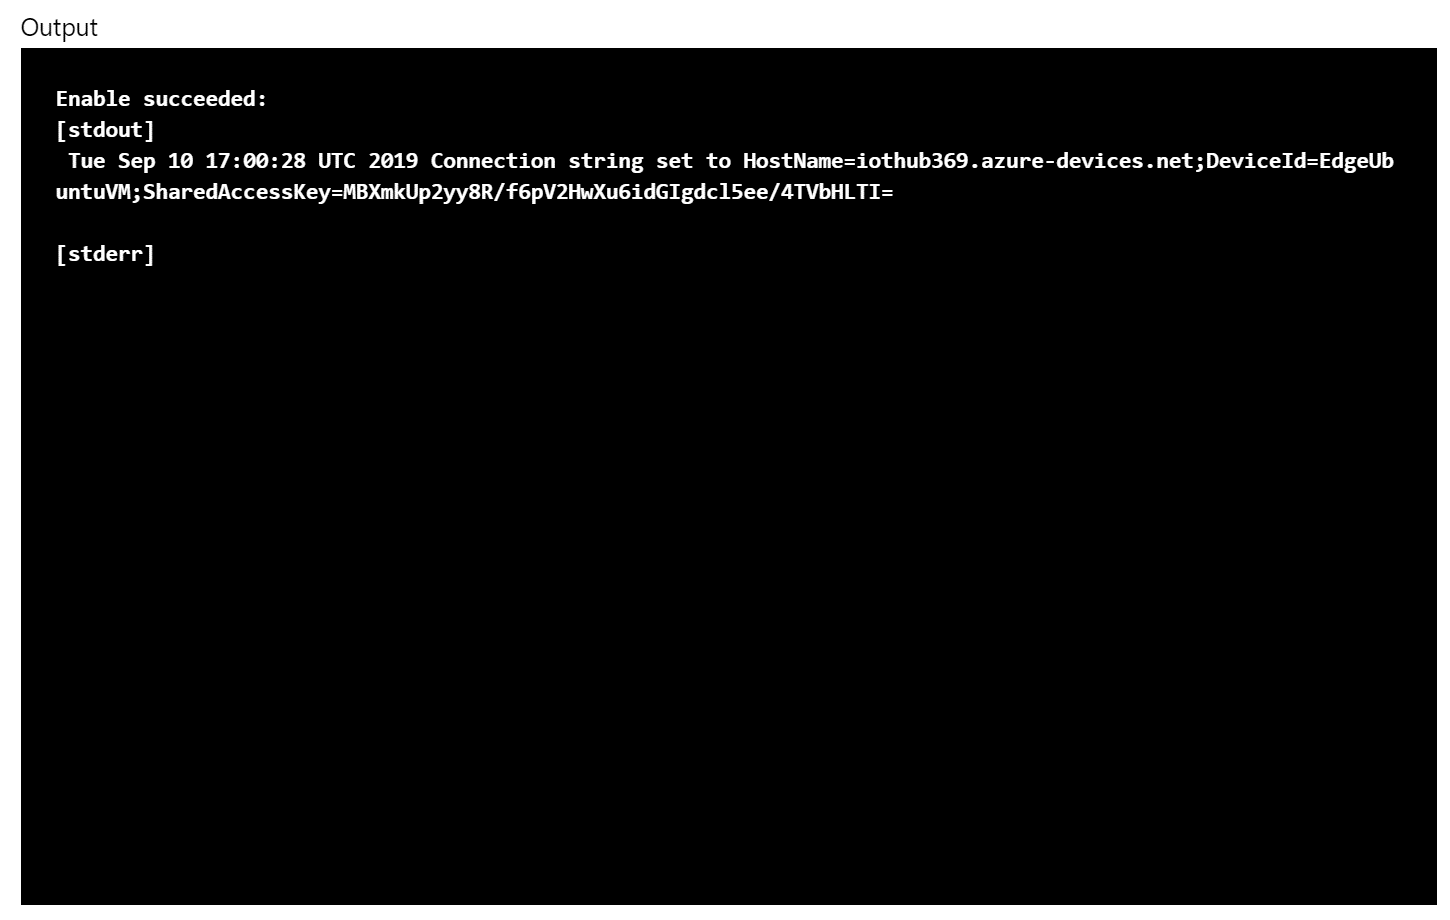 Output
Enable succeeded:
[stdout]
 Tue Sep 10 17:00:28 UTC 2019 Connection string set to HostName=iothub369.azure-devices.net;DeviceId=EdgeUb
untuVM;SharedAccessKey=MBXmkUp2yy8R/f6pV2HwXu6idGIgdcl5ee/4TVbHLTI=
[stderr]